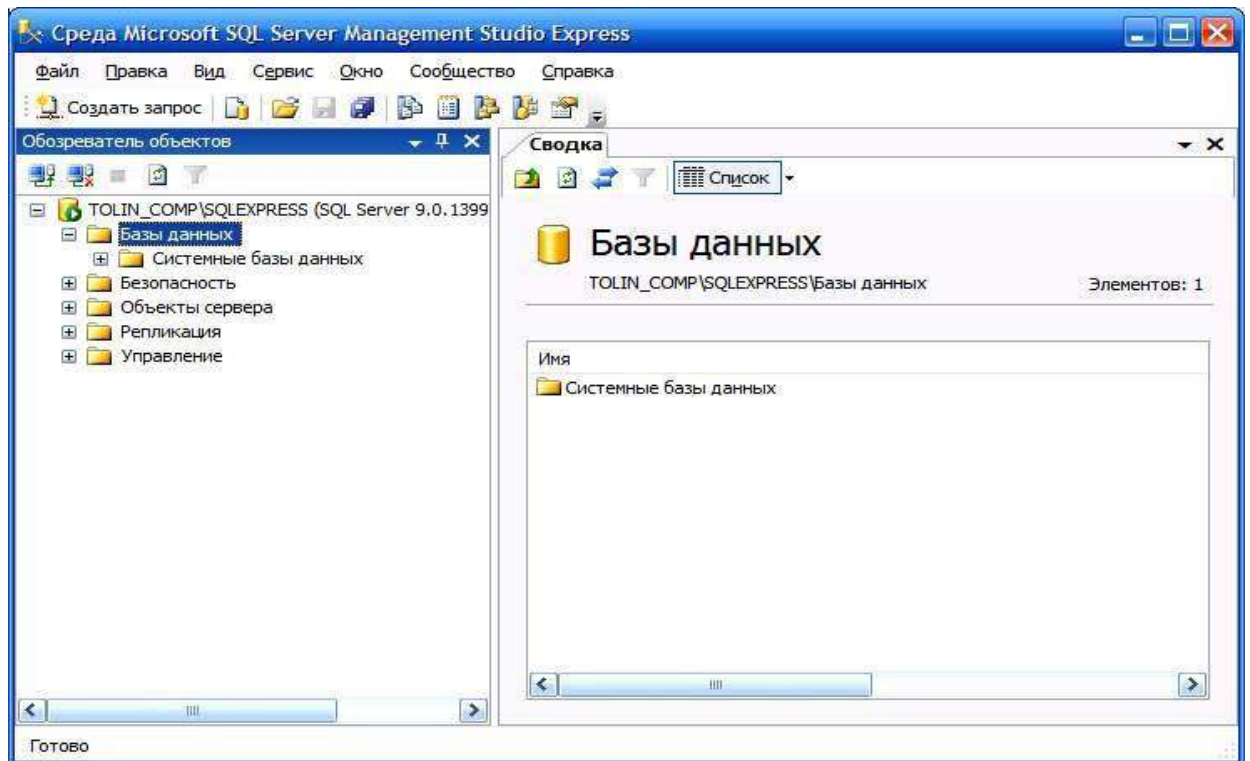 Среда Microsoft SQL Server Management Studio Express
Файл Правка Вид Сервис Окно Сообщество Справка
Создать запрос
Обозреватель объектов
TOLIN_COMP\SQLEXPRESS (SQL Server 9.0.1399
Базы данных
Системные базы данных
Безопасность
Объекты сервера
Репликация
Управление
Сводка
Список
Базы данных
TOLIN_COMP\SQLEXPRESS\Базы данных
Элементов: 1
Имя
Системные базы данных
Готово